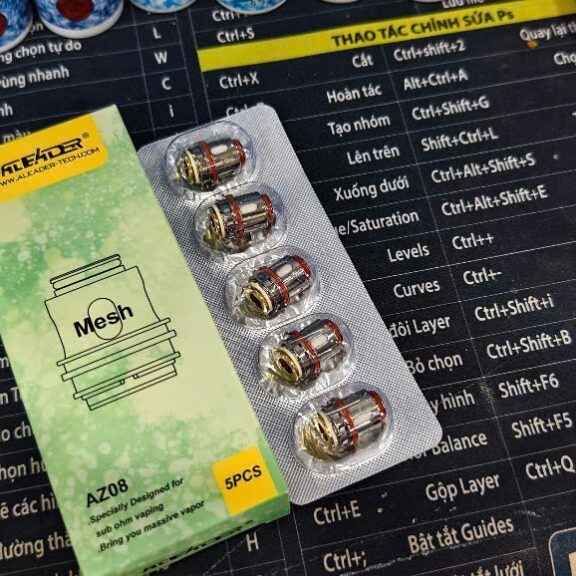 ALEADER®
WWW.ALEADER-TECH.COM
Mesh
AZ08
5PCS
Specially Designed for
sub ohm vaping
Bring you massive vapor
ALEADER
chọn tự do
L
W
nhanh
C
i
H
Ctrl+S
Ctrl+X
THAO TÁC CHỈNH SỬA Ps
Cắt Ctrl+shift+2
Quay lại
Hoàn tác Alt+Ctrl+A
Tạo nhóm Ctrl+Shift+G
Lên trên Shift+Ctrl+L
Xuống dưới Ctrl+Alt+Shift+S
/Saturation Ctrl+Alt+Shift+E
Levels Ctrl++
Curves Ctrl+-
Layer Ctrl+Shift+i
Bỏ chọn Ctrl+Shift+B
hình Shift+F6
Balance Shift+F5
Gộp Layer Ctrl+Q
Ctrl+E
Bật tắt Guides
Ctrl+;
tắt lưới